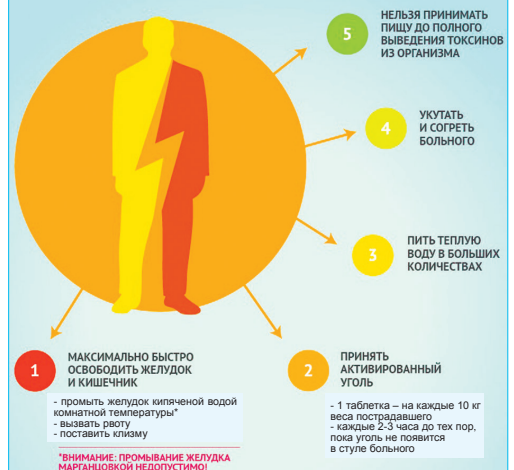 5
НЕЛЬЗЯ ПРИНИМАТЬ
ПИЩУ ДО ПОЛНОГО
ВЫВЕДЕНИЯ ТОКСИНОВ
ИЗ ОРГАНИЗМА
4
УКУТАТЬ
И СОГРЕТЬ
БОЛЬНОГО
3
ПИТЬ ТЕПЛУЮ
ВОДУ В БОЛЬШИХ
КОЛИЧЕСТВАХ
1
МАКСИМАЛЬНО БЫСТРО
ОСВОБОДИТЬ ЖЕЛУДОК
И КИШЕЧНИК
- промыть желудок кипяченой водой
комнатной температуры*
- вызвать рвоту
- поставить клизму
*ВНИМАНИЕ: ПРОМЫВАНИЕ ЖЕЛУДКА
МАРГАНЦОВКОЙ НЕДОПУСТИМО!
2
ПРИНЯТЬ
АКТИВИРОВАННЫЙ
УГОЛЬ
- 1 таблетка – на каждые 10 кг
веса пострадавшего
- каждые 2-3 часа до тех пор,
пока уголь не появится
в стуле больного